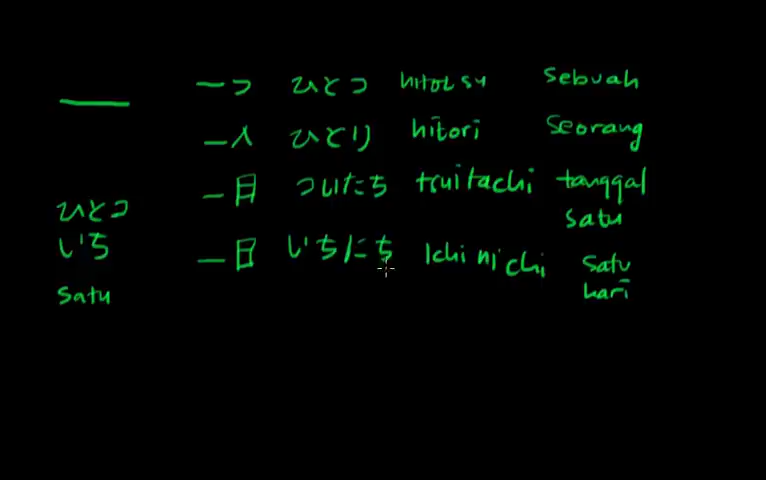 一
一つ ひとつ hitotsu sebuah
一人 ひとり hitori seorang
一日 ついたち tsuitachi tanggal satu
一日 いちにち Ichi nichi satu hari
ひとつ
いち
satu